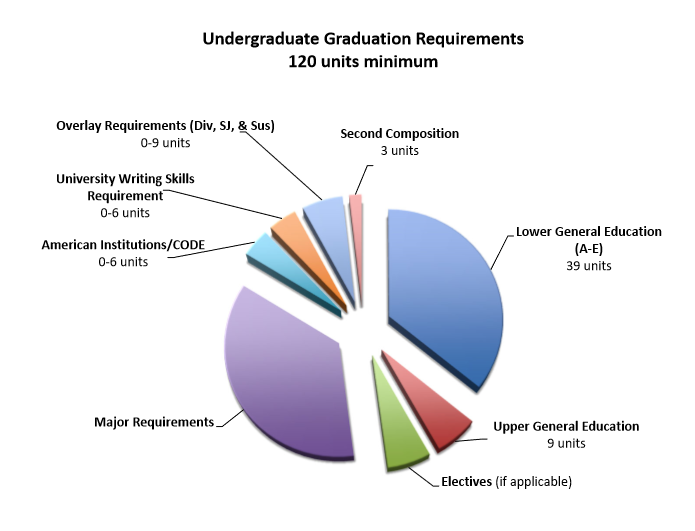 Undergraduate Graduation Requirements
120 units minimum
Overlay Requirements (Div, SJ, & Sus)
0-9 units
Second Composition
3 units
University Writing Skills
Requirement
0-6 units
American Institutions/CODE
0-6 units
Lower General Education
(A-E)
39 units
Major Requirements
Upper General Education
9 units
Electives (if applicable)